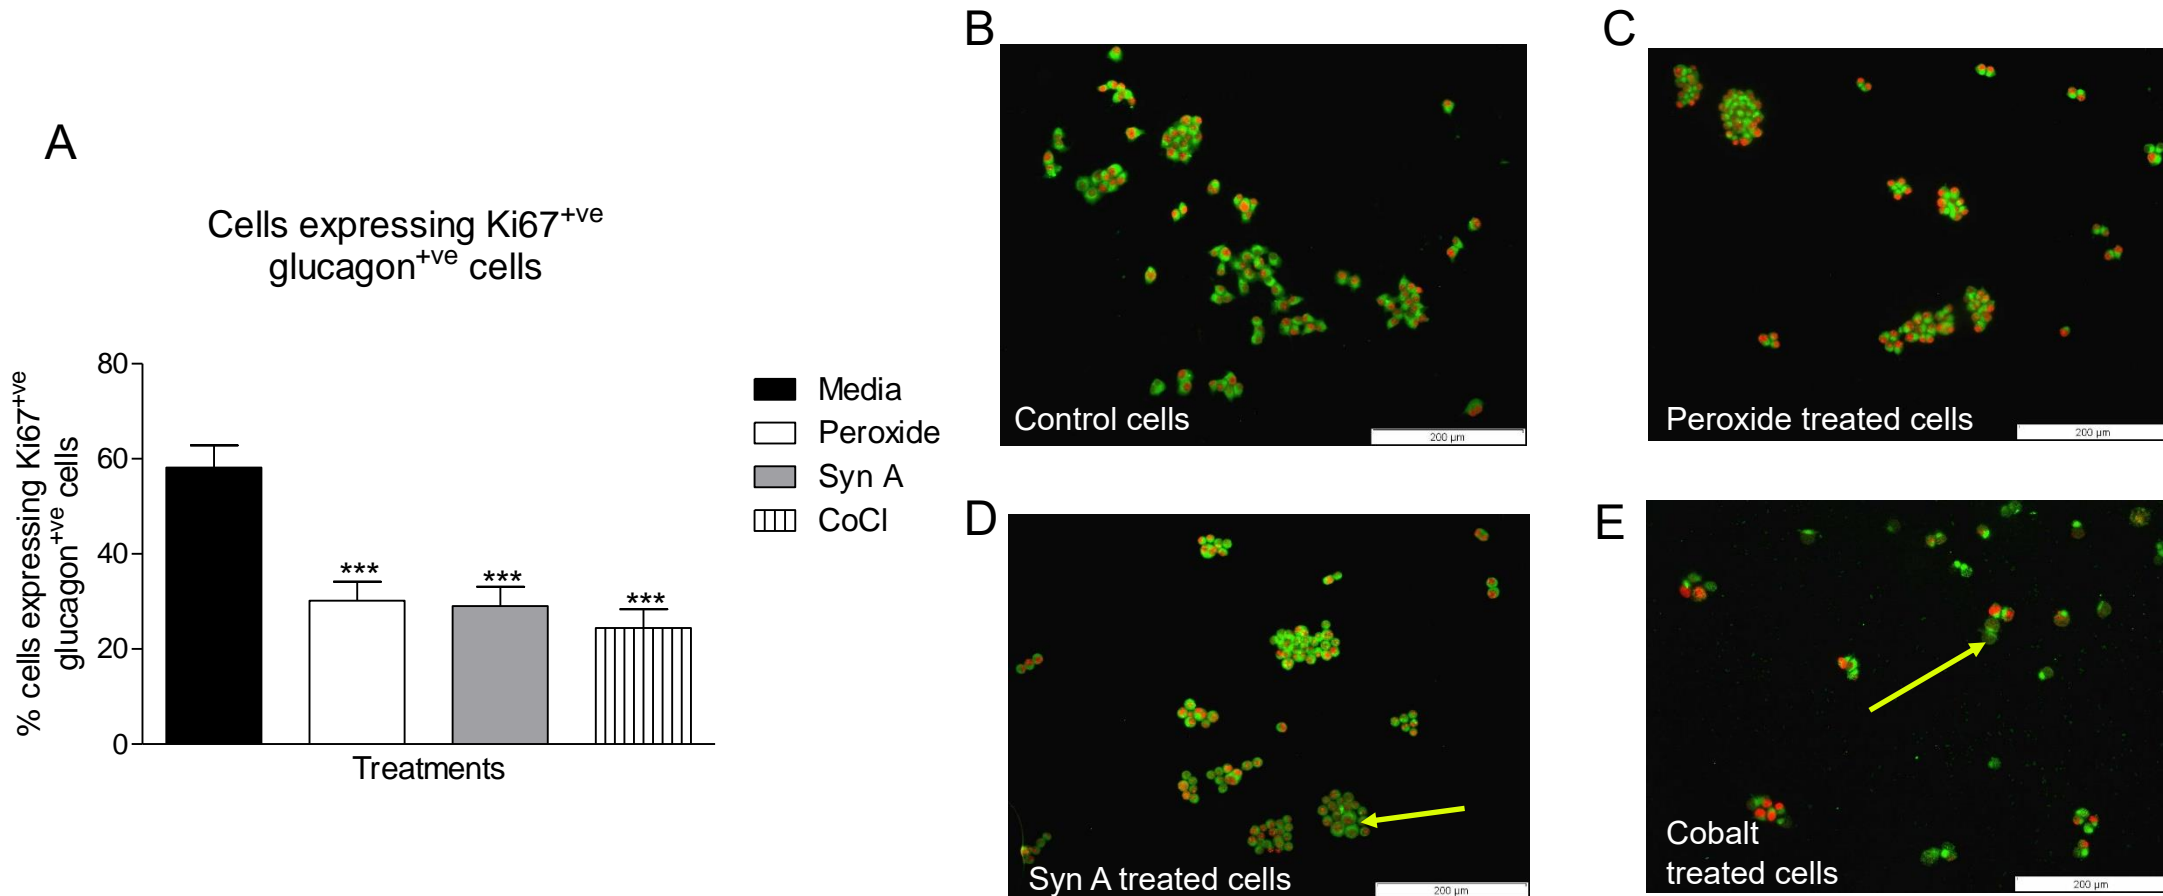 A
Cells expressing Ki67+ve
glucagon+ve cells
% cells expressing Ki67+ve
glucagon+ve cells
80
60
40
20
0
***
***
***
Treatments
Media
Peroxide
Syn A
CoCl
B
Control cells
200 µm
C
Peroxide treated cells
200 µm
D
Syn A treated cells
200 µm
E
Cobalt
treated cells
200 µm